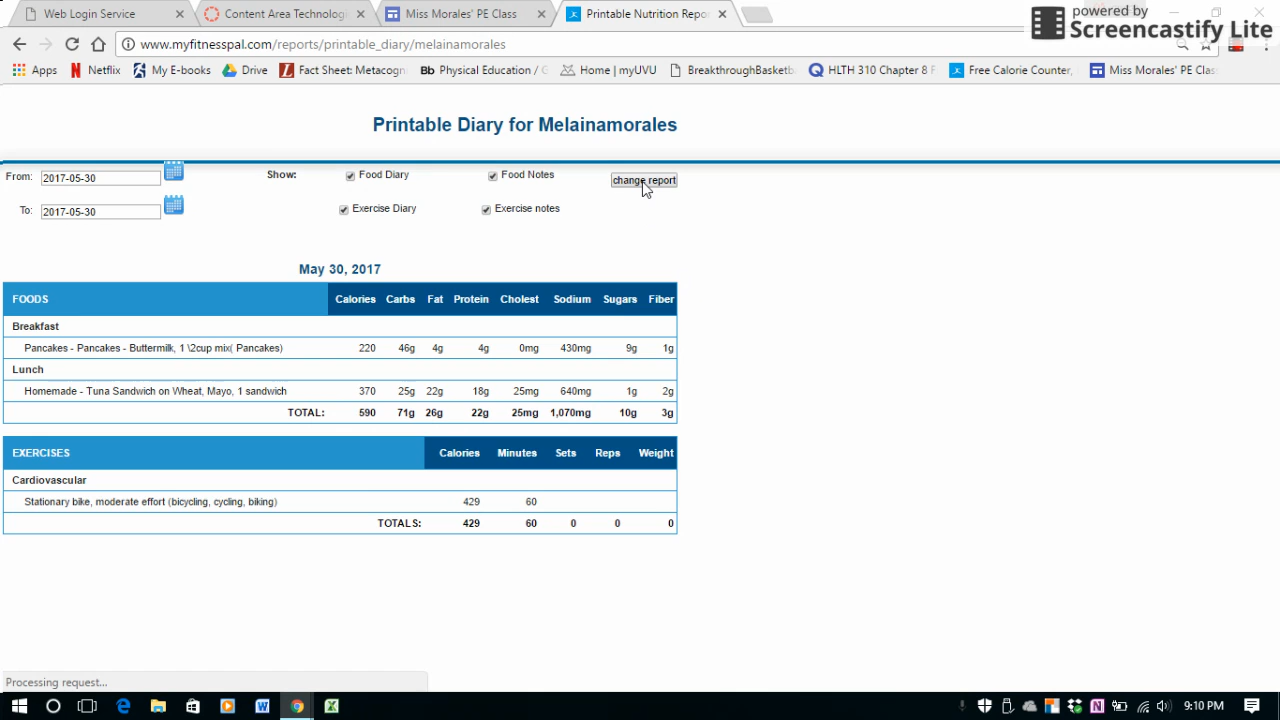 powered by
Screencastify Lite
Web Login Service
Content Area Technolog
Miss Morales' PE Class
Printable Nutrition Repo
www.myfitnesspal.com/reports/printable_diary/melainamorales
Apps Netflix My E-books Drive Fact Sheet: Metacogn Bb Physical Education / G Home | myUVU BreakthroughBasketb HLTH 310 Chapter 8 F Free Calorie Counter, Miss Morales' PE Clas
Printable Diary for Melainamorales
From: 2017-05-30 Show: Food Diary Food Notes change report
To: 2017-05-30 Exercise Diary Exercise notes
May 30, 2017
FOODS Calories Carbs Fat Protein Cholest Sodium Sugars Fiber
Breakfast
Pancakes - Pancakes - Buttermilk, 1 \2cup mix( Pancakes) 220 46g 4g 4g 0mg 430mg 9g 1g
Lunch
Homemade - Tuna Sandwich on Wheat, Mayo, 1 sandwich 370 25g 22g 18g 25mg 640mg 1g 2g
TOTAL: 590 71g 26g 22g 25mg 1,070mg 10g 3g
EXERCISES Calories Minutes Sets Reps Weight
Cardiovascular
Stationary bike, moderate effort (bicycling, cycling, biking) 429 60
TOTALS: 429 60 0 0 0
Processing request...
9:10 PM